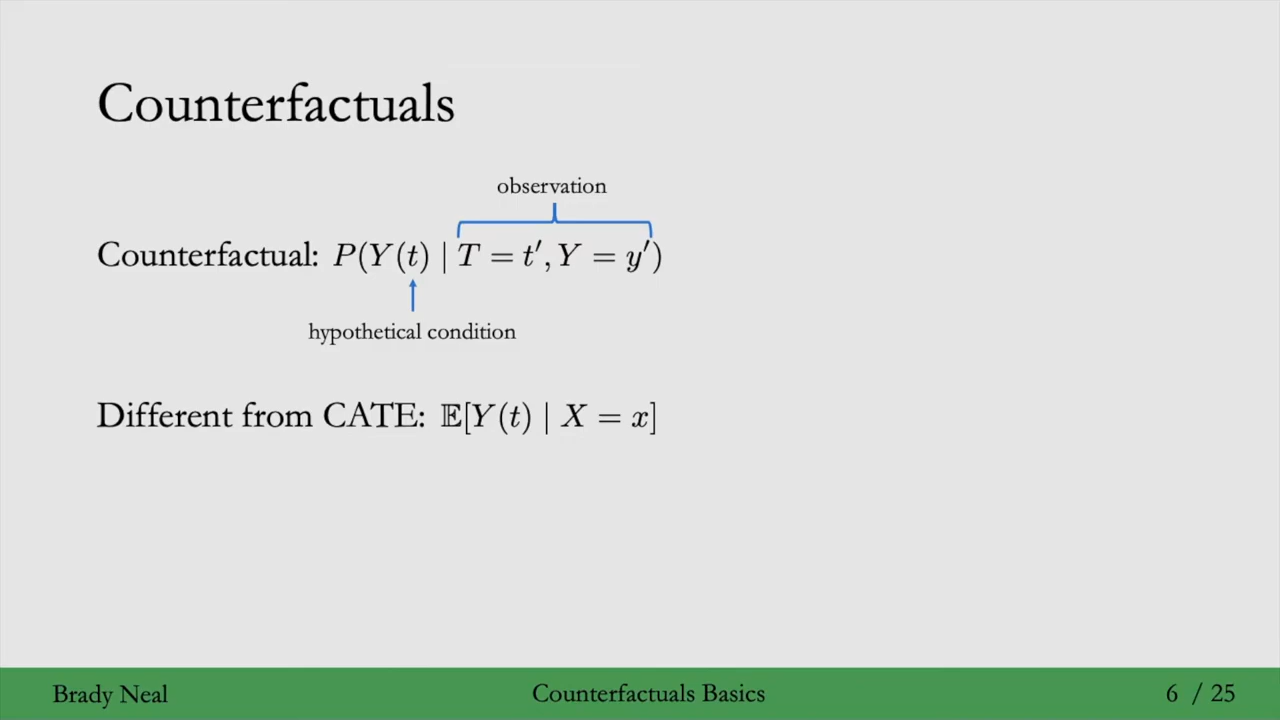 Counterfactuals
observation
Counterfactual: P(Y(t) | T = t′, Y = y′)
hypothetical condition
Different from CATE: 𝔼[Y(t) | X = x]
Brady Neal
Counterfactuals Basics
6 / 25